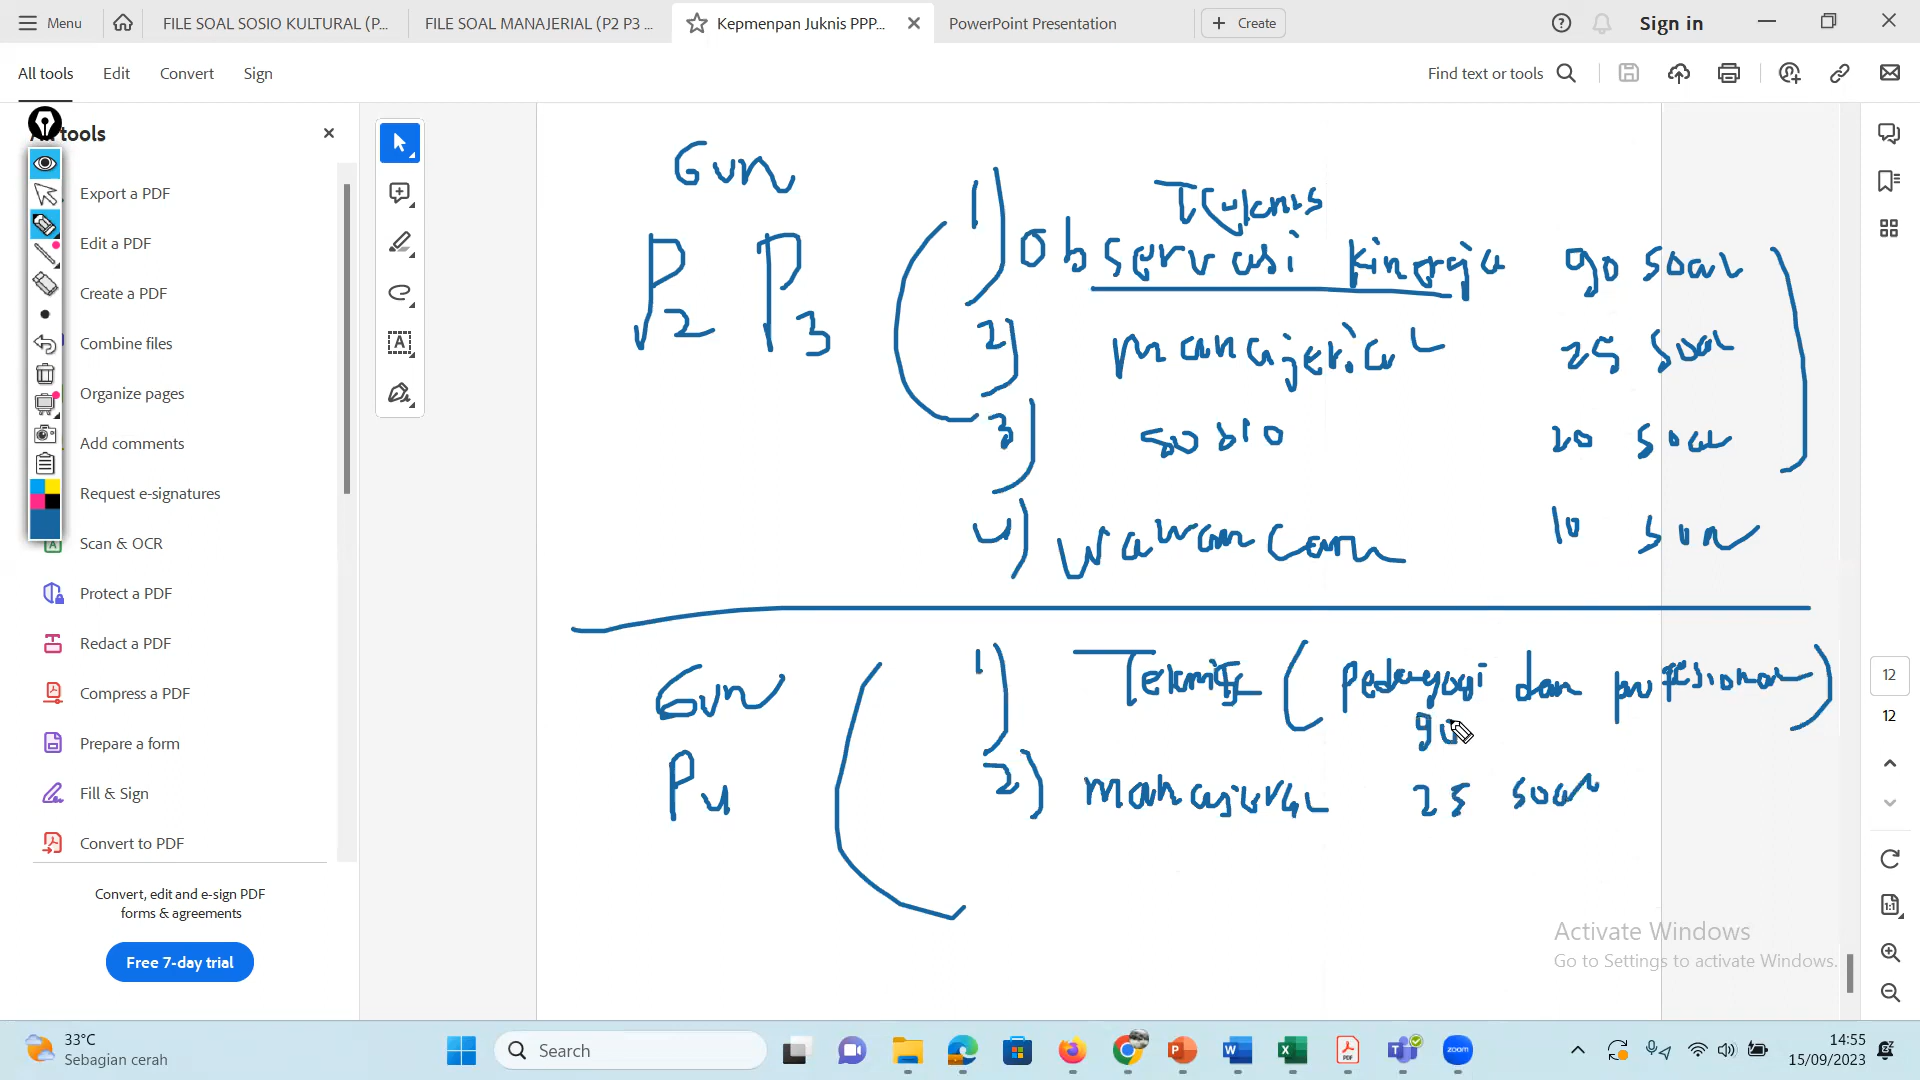 Menu FILE SOAL SOSIO KULTURAL (P... FILE SOAL MANAJERIAL (P2 P3 ... Kepmenpan Juknis PPP... PowerPoint Presentation Create Sign in
All tools Edit Convert Sign Find text or tools
tools
Export a PDF
Edit a PDF
Create a PDF
Combine files
Organize pages
Add comments
Request e-signatures
Scan & OCR
Protect a PDF
Redact a PDF
Compress a PDF
Prepare a form
Fill & Sign
Convert to PDF
Convert, edit and e-sign PDF
forms & agreements
Free 7-day trial
Gun
P2 P3
Teknis
1) Observasi kinerja 90 soal
2) manajerial 25 soal
3) sosio 20 soal
4) Wawancara 10
Gun
P4
1) Teknis (pedagogi dan profesional)
90
2) manajerial 25 soal
12
12
Activate Windows
Go to Settings to activate Windows.
33°C
Sebagian cerah
Search
zoom
14:55
15/09/2023